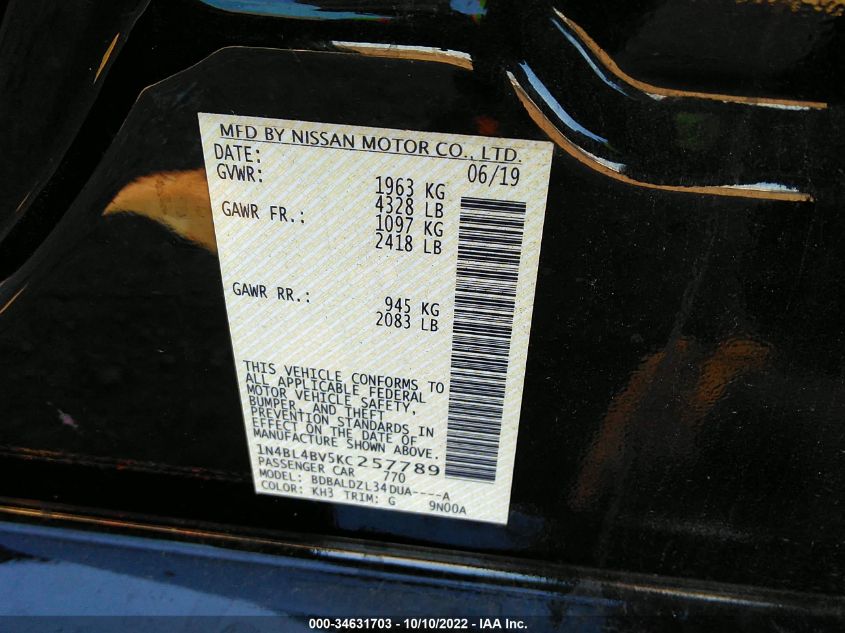 MFD BY NISSAN MOTOR CO., LTD.
DATE: 06/19
GVWR: 1963 KG
4328 LB
GAWR FR.: 1097 KG
2418 LB
GAWR RR.: 945 KG
2083 LB
THIS VEHICLE CONFORMS TO
ALL APPLICABLE FEDERAL
MOTOR VEHICLE SAFETY,
BUMPER, AND THEFT
PREVENTION STANDARDS IN
EFFECT ON THE DATE OF
MANUFACTURE SHOWN ABOVE.
1N4BL4BV5KC257789
PASSENGER CAR 770
MODEL: BDBALDZL34DUA----A
COLOR: KH3 TRIM: G 9N00A
000-34631703 - 10/10/2022 - IAA Inc.